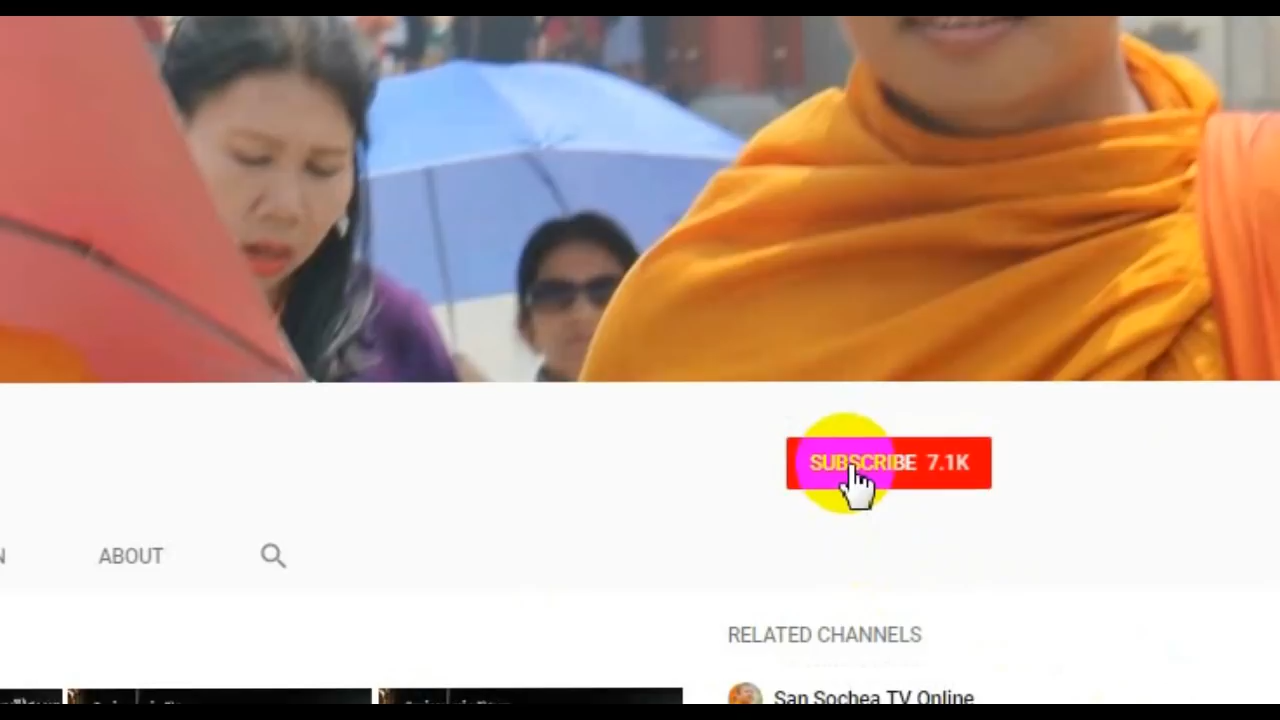 SUBSCRIBE 7.1K
ABOUT
RELATED CHANNELS
San Sochea TV Online